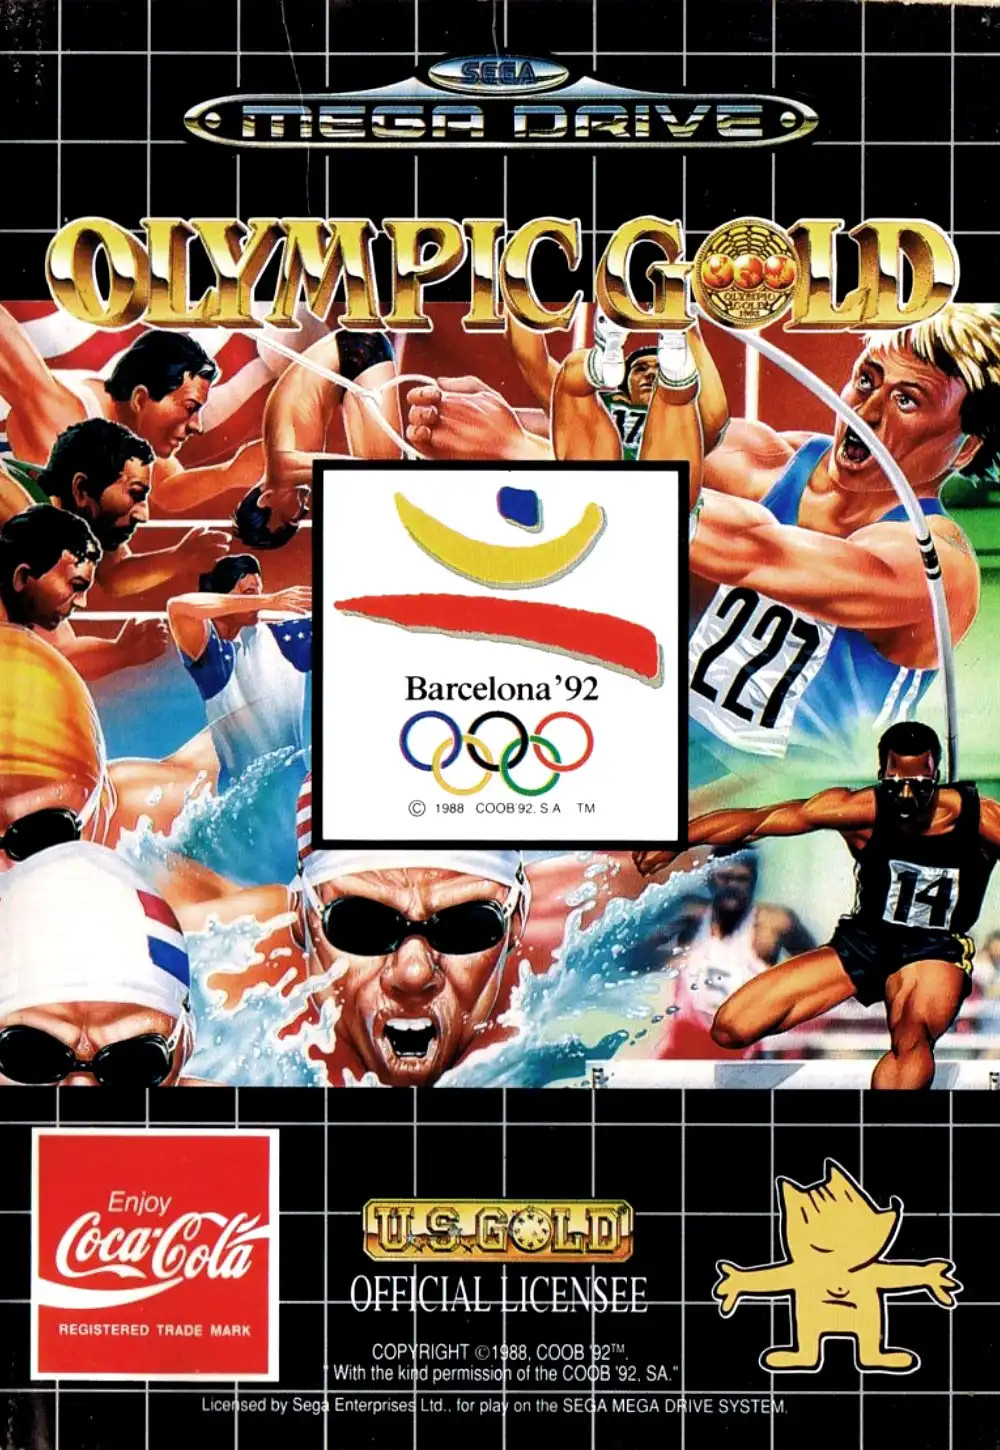 SEGA
MEGA DRIVE
OLYMPIC GOLD
OLYMPIC
GOLD
1992
17
227
Barcelona '92
© 1988 COOB 92, S.A TM
14
Enjoy
Coca-Cola
REGISTERED TRADE MARK
U.S. GOLD
OFFICIAL LICENSEE
COPYRIGHT ©1988, COOB '92™.
" With the kind permission of the COOB '92, SA."
Licensed by Sega Enterprises Ltd., for play on the SEGA MEGA DRIVE SYSTEM.